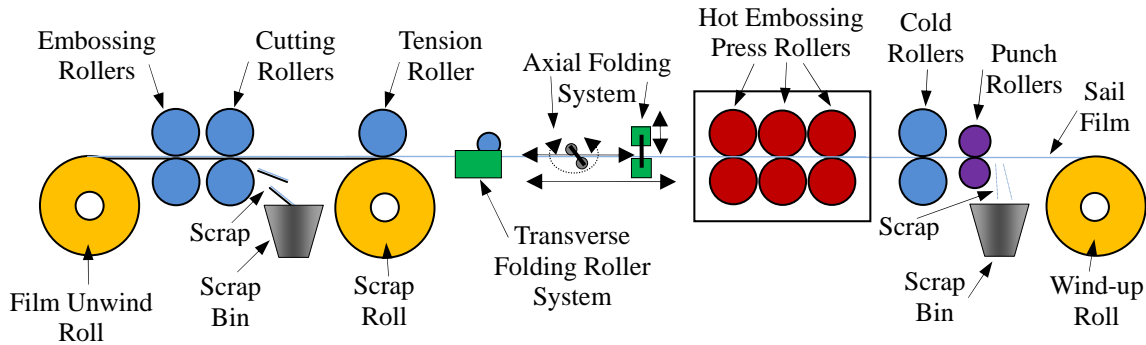 Embossing
Rollers
Cutting
Rollers
Tension
Roller
Axial Folding
System
Hot Embossing
Press Rollers
Cold
Rollers
Punch
Rollers
Sail
Film
Film Unwind
Roll
Scrap
Scrap
Bin
Scrap
Roll
Transverse
Folding Roller
System
Scrap
Scrap
Bin
Wind-up
Roll